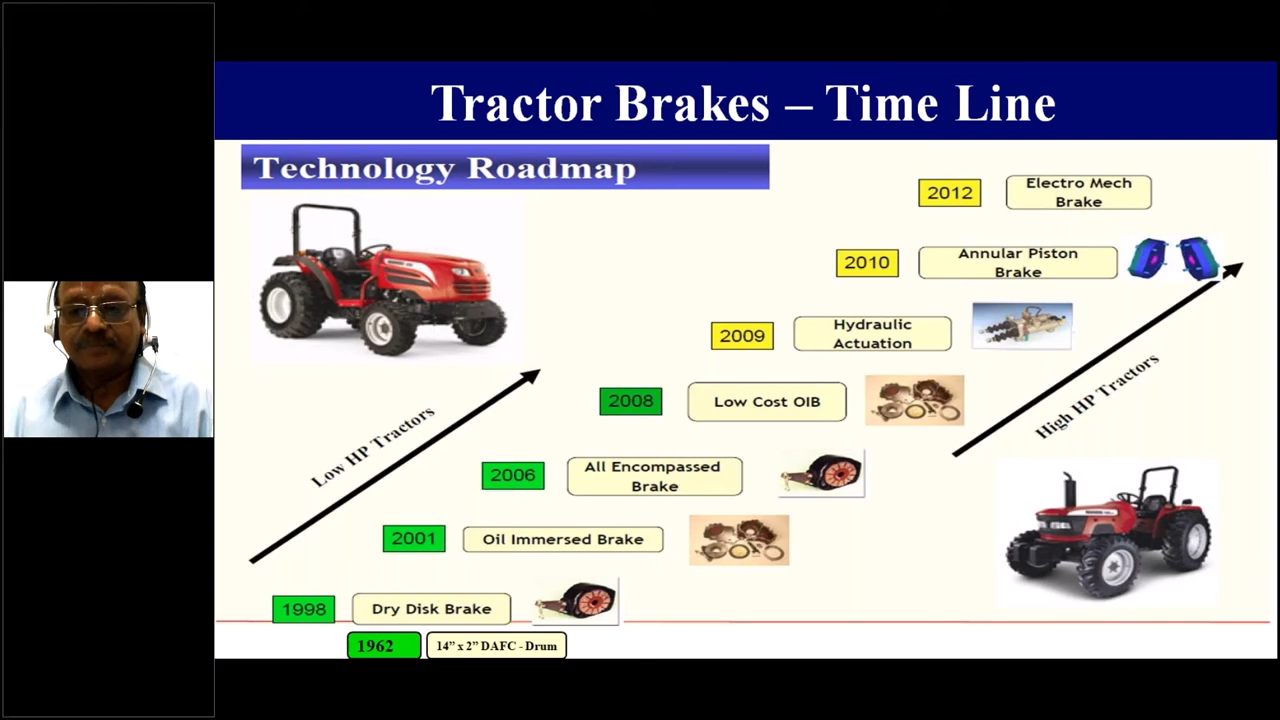 Tractor Brakes – Time Line
Technology Roadmap
2012
Electro Mech
Brake
2010
Annular Piston
Brake
2009
Hydraulic
Actuation
2008
Low Cost OIB
Low HP Tractors
High HP Tractors
2006
All Encompassed
Brake
2001
Oil Immersed Brake
1998
Dry Disk Brake
1962
14” x 2” DAFC - Drum